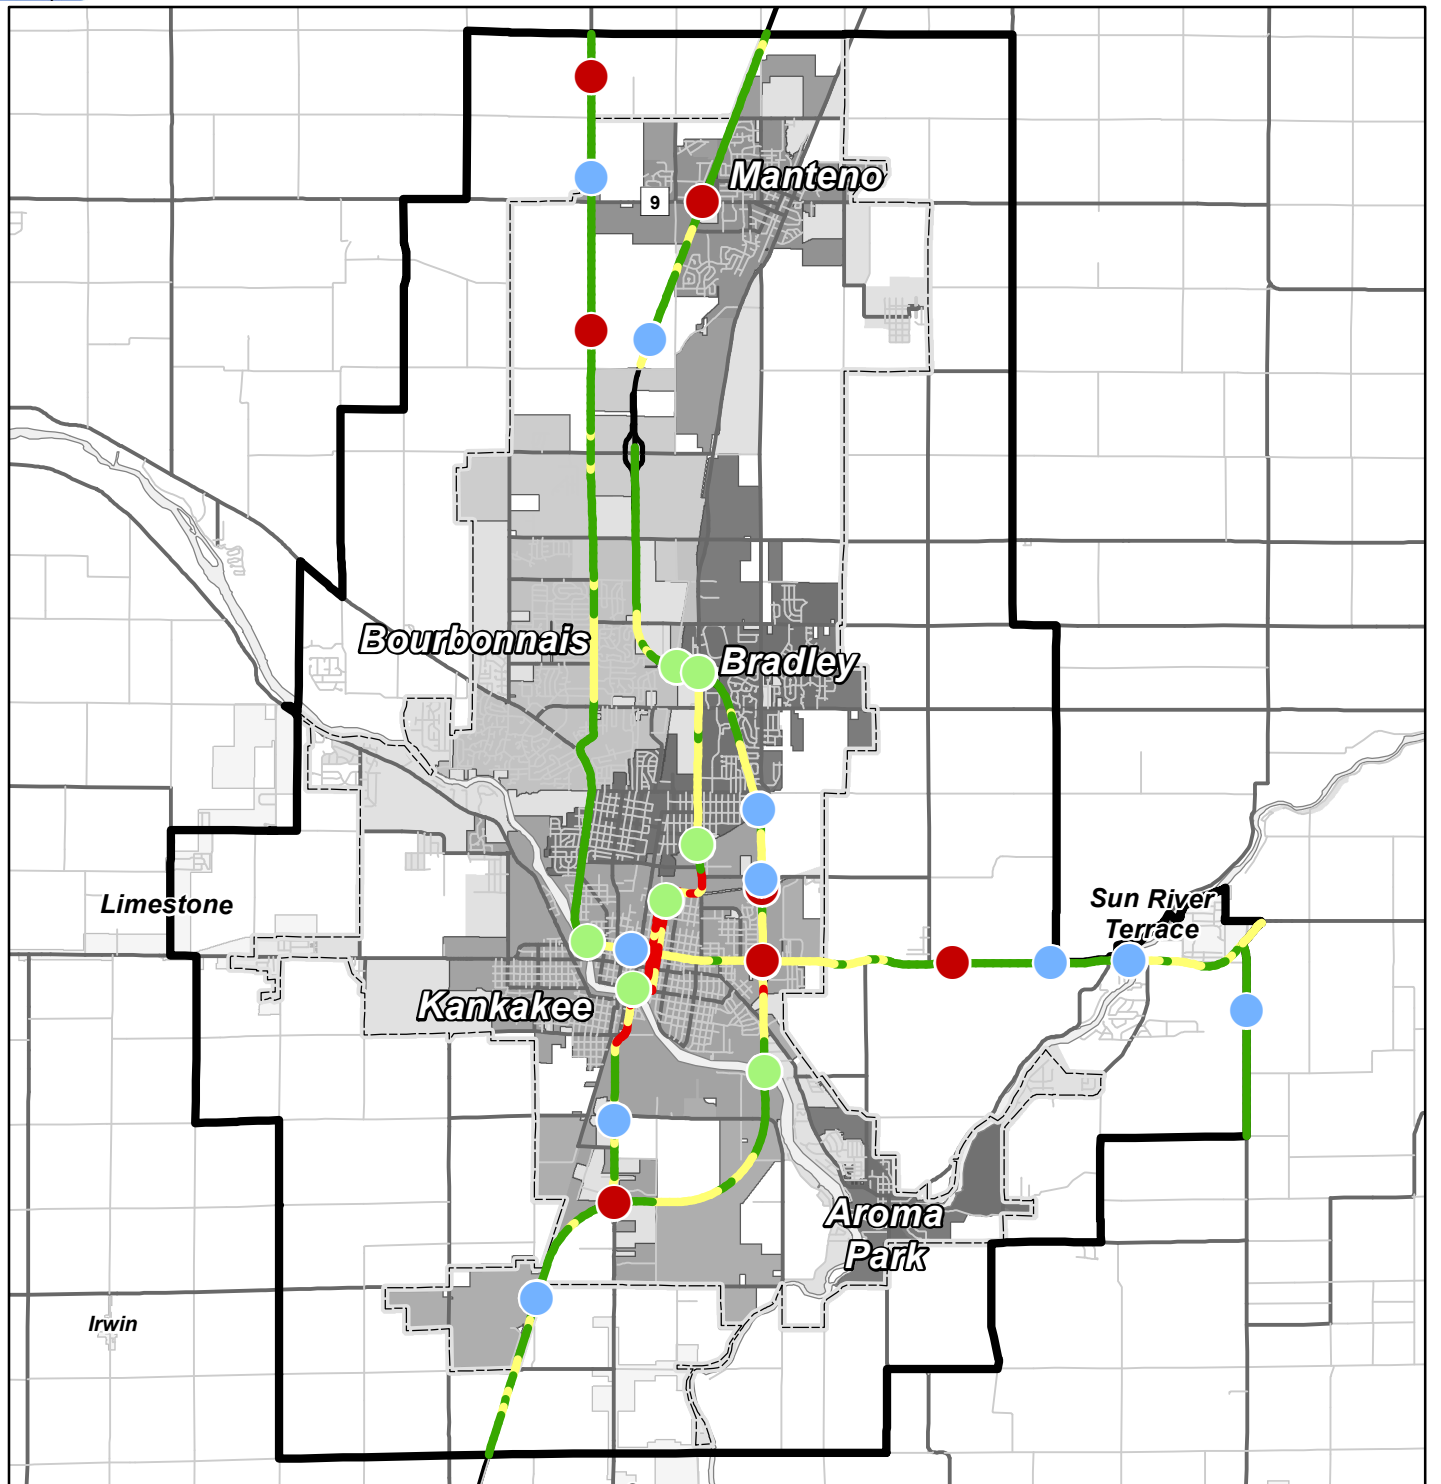 Manteno
9
Bourbonnais
Bradley
Limestone
Sun River
Terrace
Kankakee
Aroma
Park
Irwin